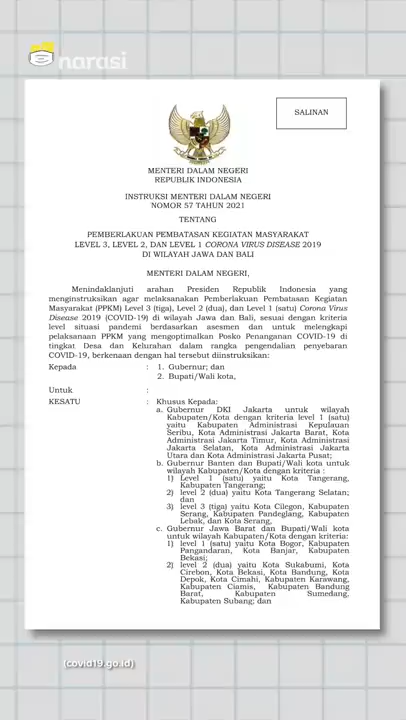 narasi
SALINAN
MENTERI DALAM NEGERI
REPUBLIK INDONESIA
INSTRUKSI MENTERI DALAM NEGERI
NOMOR 57 TAHUN 2021
TENTANG
PEMBERLAKUAN PEMBATASAN KEGIATAN MASYARAKAT
LEVEL 3, LEVEL 2, DAN LEVEL 1 CORONA VIRUS DISEASE 2019
DI WILAYAH JAWA DAN BALI
MENTERI DALAM NEGERI,
Menindaklanjuti arahan Presiden Republik Indonesia yang
menginstruksikan agar melaksanakan Pemberlakuan Pembatasan Kegiatan
Masyarakat (PPKM) Level 3 (tiga), Level 2 (dua), dan Level 1 (satu) Corona Virus
Disease 2019 (COVID-19) di wilayah Jawa dan Bali, sesuai dengan kriteria
level situasi pandemi berdasarkan asesmen dan untuk melengkapi
pelaksanaan PPKM yang mengoptimalkan Posko Penanganan COVID-19 di
tingkat Desa dan Kelurahan dalam rangka pengendalian penyebaran
COVID-19, berkenaan dengan hal tersebut diinstruksikan:
Kepada : 1. Gubernur; dan
2. Bupati/Wali kota,
Untuk :
KESATU : Khusus Kepada:
a. Gubernur DKI Jakarta untuk wilayah
Kabupaten/Kota dengan kriteria level 1 (satu)
yaitu Kabupaten Administrasi Kepulauan
Seribu, Kota Administrasi Jakarta Barat, Kota
Administrasi Jakarta Timur, Kota Administrasi
Jakarta Selatan, Kota Administrasi Jakarta
Utara dan Kota Administrasi Jakarta Pusat;
b. Gubernur Banten dan Bupati/Wali kota untuk
wilayah Kabupaten/Kota dengan kriteria :
1) Level 1 (satu) yaitu Kota Tangerang,
Kabupaten Tangerang;
2) level 2 (dua) yaitu Kota Tangerang Selatan;
dan
3) level 3 (tiga) yaitu Kota Cilegon, Kabupaten
Serang, Kabupaten Pandeglang, Kabupaten
Lebak, dan Kota Serang,
c. Gubernur Jawa Barat dan Bupati/Wali kota
untuk wilayah Kabupaten/Kota dengan kriteria:
1) level 1 (satu) yaitu Kota Bogor, Kabupaten
Pangandaran, Kota Banjar, Kabupaten
Bekasi;
2) level 2 (dua) yaitu Kota Sukabumi, Kota
Cirebon, Kota Bekasi, Kota Bandung, Kota
Depok, Kota Cimahi, Kabupaten Karawang,
Kabupaten Ciamis, Kabupaten Bandung
Barat, Kabupaten Sumedang,
Kabupaten Subang; dan
(covid19.go.id)